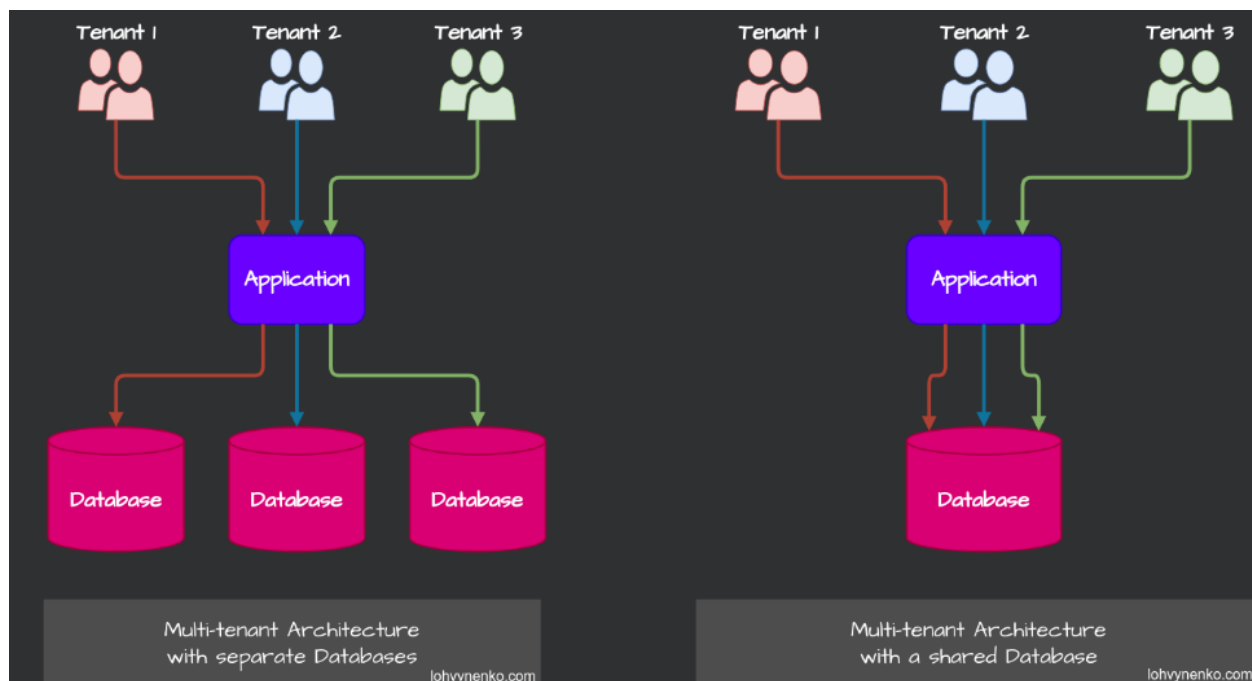 Tenant 1
Tenant 2
Tenant 3
Application
Database
Database
Database
Multi-tenant Architecture
with separate Databases
lohvynenko.com
Tenant 1
Tenant 2
Tenant 3
Application
Database
Multi-tenant Architecture
with a shared Database
lohvynenko.com